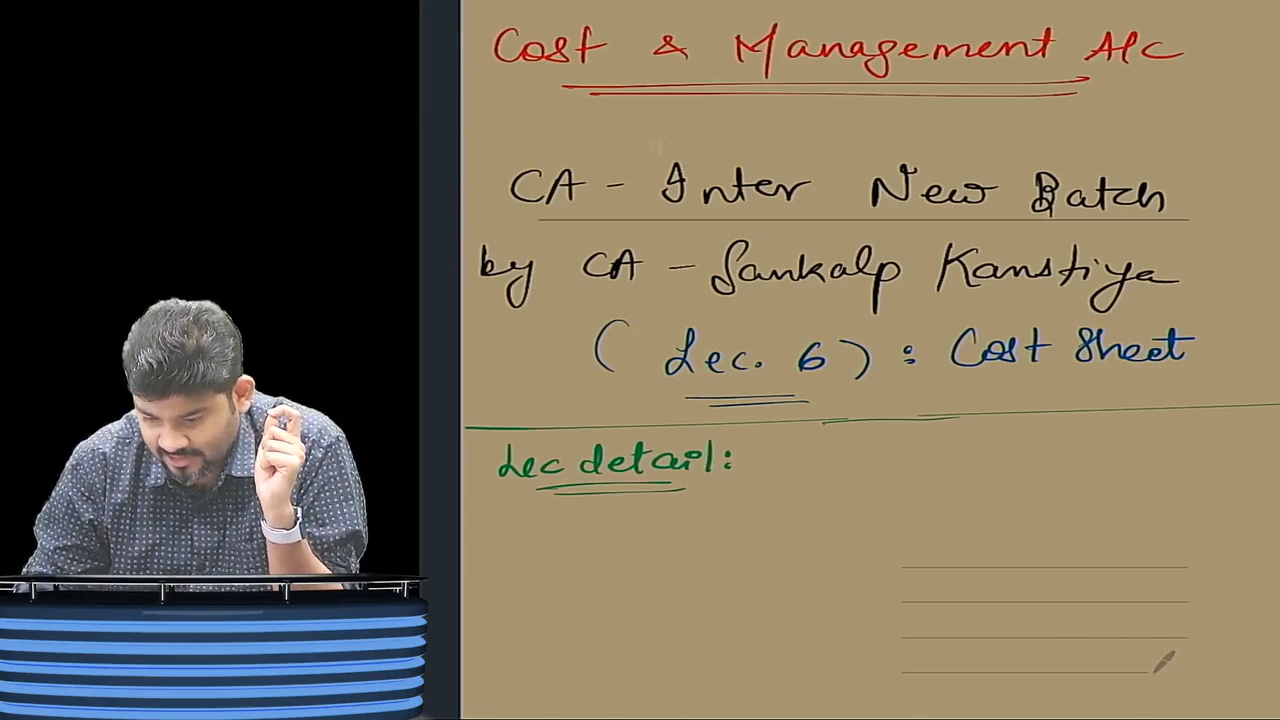 Cost & Management A/c
CA - Inter New Batch
by CA - Sankalp Kanstiya
(Lec. 6) : Cost Sheet
Lec detail: